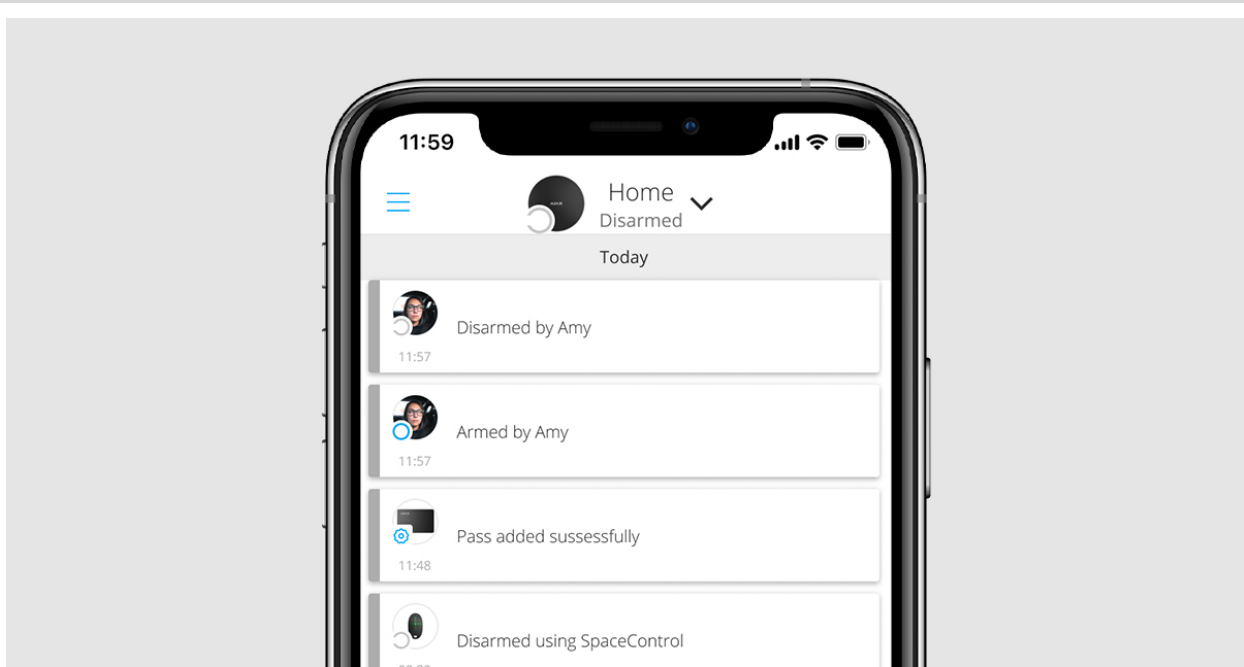 11:59
Home
Disarmed
Today
Disarmed by Amy
11:57
Armed by Amy
11:57
Pass added sussessfully
11:48
Disarmed using SpaceControl